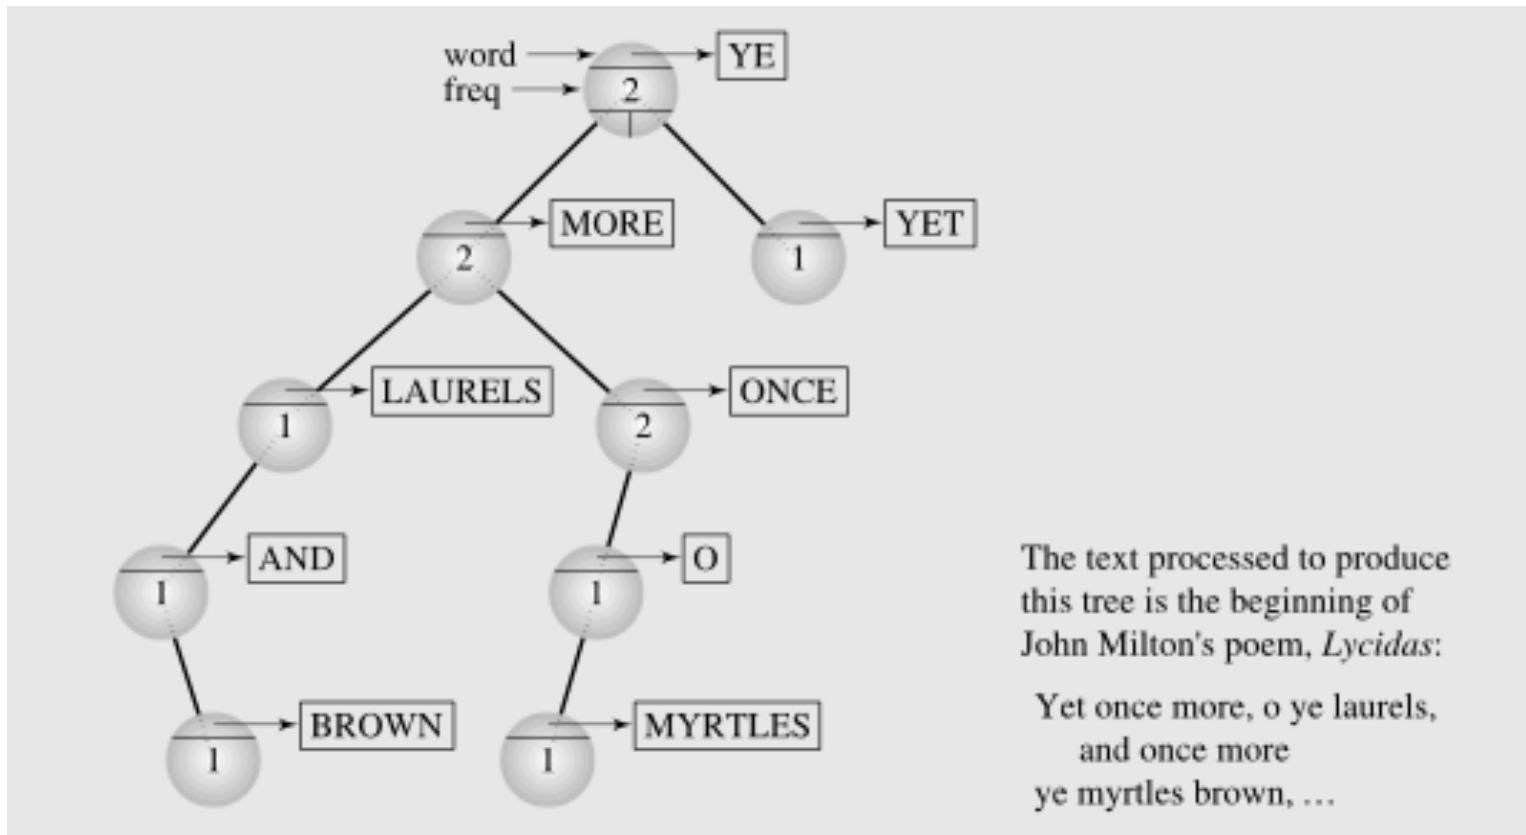 word
YE
freq
2
MORE
YET
2
1
LAURELS
ONCE
1
2
AND
O
1
1
BROWN
MYRTLES
1
1
The text processed to produce
this tree is the beginning of
John Milton's poem, Lycidas:
Yet once more, o ye laurels,
and once more
ye myrtles brown, …